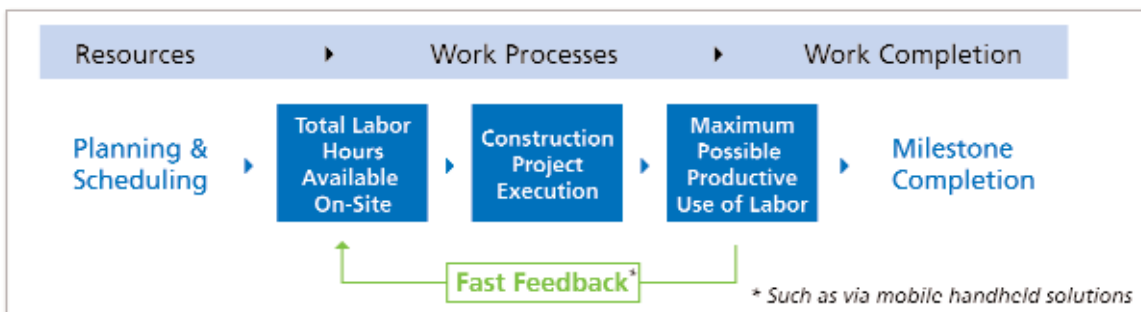 Resources ▸ Work Processes ▸ Work Completion
Planning &
Scheduling
Total Labor
Hours
Available
On-Site
Construction
Project
Execution
Maximum
Possible
Productive
Use of Labor
Milestone
Completion
Fast Feedback*
* Such as via mobile handheld solutions